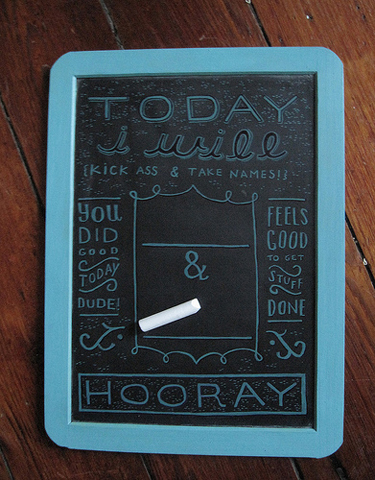 TODAY
i will
{KICK ASS & TAKE NAMES!}
YOU
DID
GOOD
TODAY
DUDE!
&
FEELS
GOOD
TO GET
STUFF
DONE
HOORAY